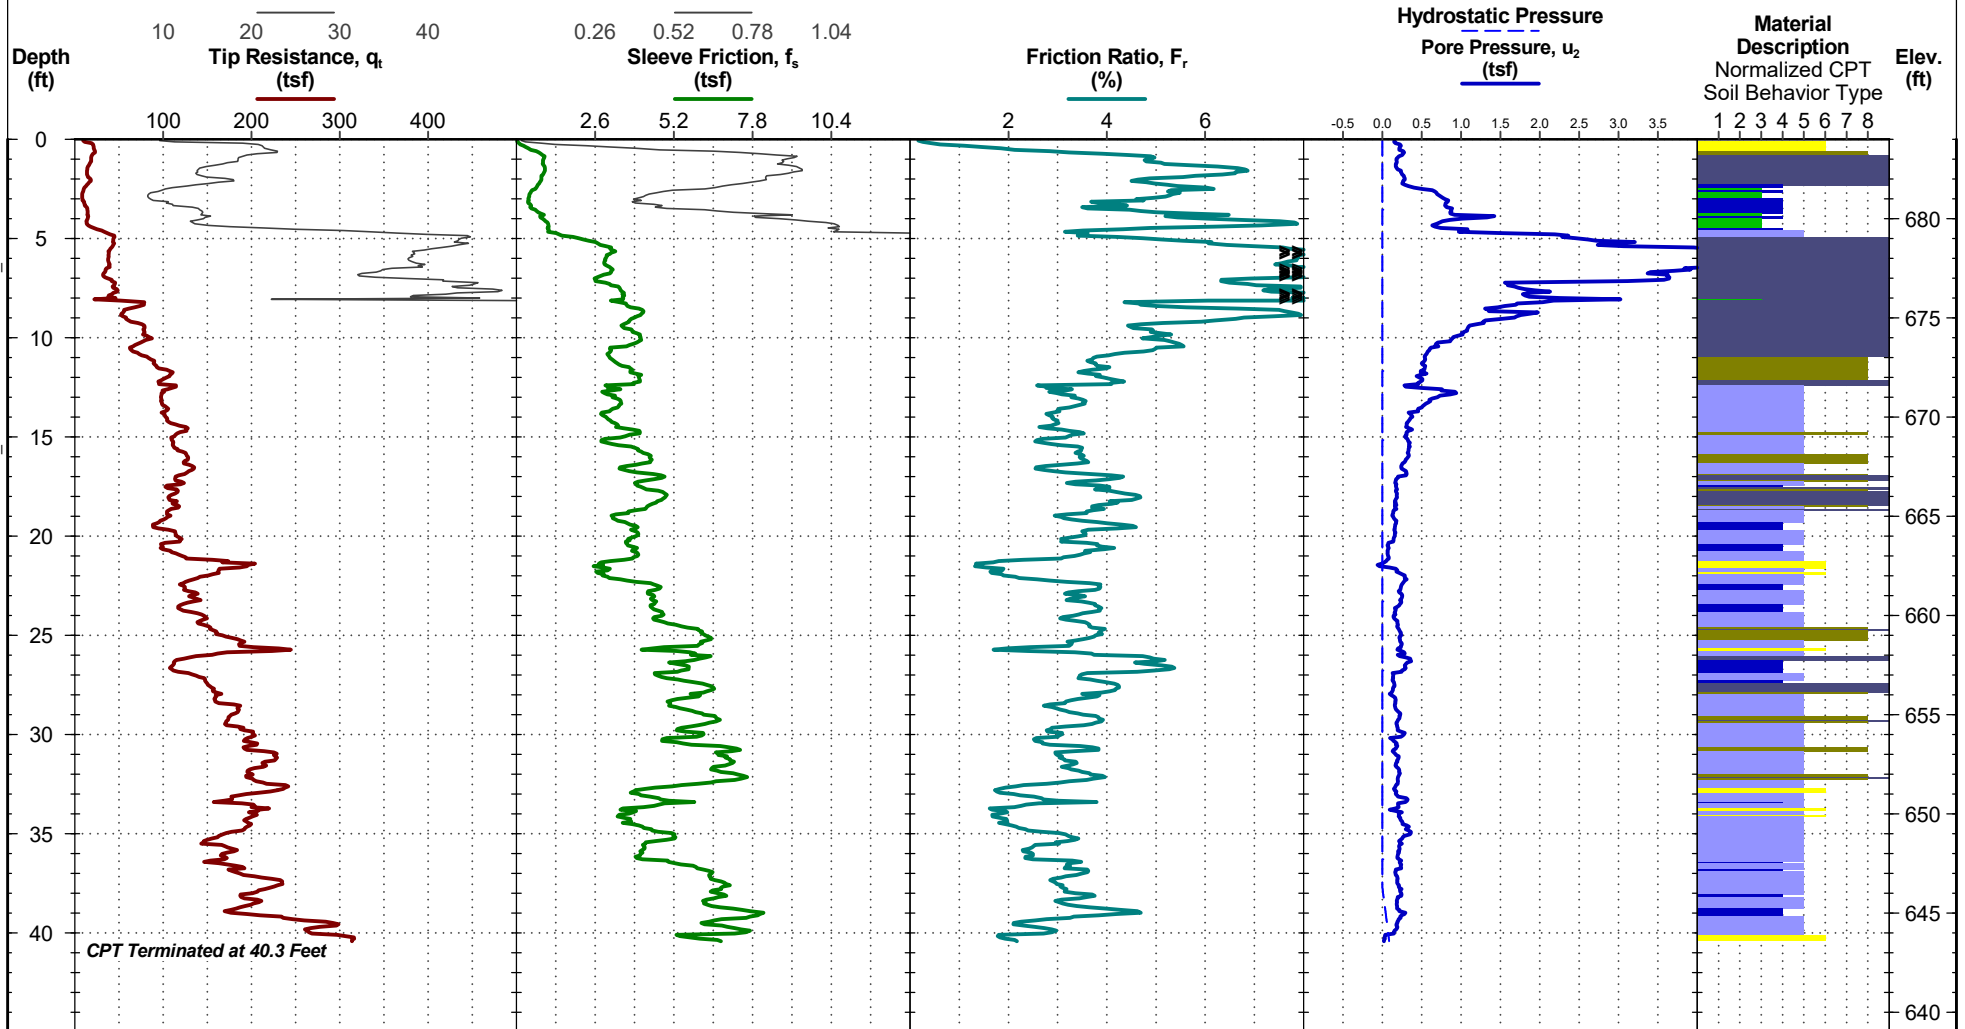 10 20 30 40
0.26 0.52 0.78 1.04
Hydrostatic Pressure
Material
Description
Normalized CPT
Soil Behavior Type
Depth
(ft)
Tip Resistance, qt
(tsf)
Sleeve Friction, fs
(tsf)
Friction Ratio, Fr
(%)
Pore Pressure, u2
(tsf)
Elev.
(ft)
100 200 300 400
2.6 5.2 7.8 10.4
2 4 6
-0.5 0.0 0.5 1.0 1.5 2.0 2.5 3.0 3.5
1 2 3 4 5 6 7 8
0
680
5
675
10
670
15
665
20
660
25
655
30
650
35
645
40
CPT Terminated at 40.3 Feet
640